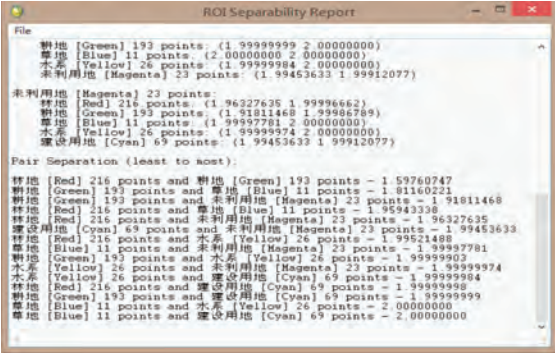 ROI Separability Report
File
耕地 [Green] 193 points: (1.99999999 2.00000000)
草地 [Blue] 11 points: (2.00000000 2.00000000)
水系 [Yellow] 26 points: (1.99999984 2.00000000)
未利用地 [Magenta] 23 points: (1.99453633 1.99912077)
未利用地 [Magenta] 23 points:
林地 [Red] 216 points: (1.96327635 1.99996662)
耕地 [Green] 193 points: (1.91811468 1.99986789)
草地 [Blue] 11 points: (1.99997781 2.00000000)
水系 [Yellow] 26 points: (1.99999974 2.00000000)
建设用地 [Cyan] 69 points: (1.99453633 1.99912077)
Pair Separation (least to most):
林地 [Red] 216 points and 耕地 [Green] 193 points - 1.59760747
耕地 [Green] 193 points and 草地 [Blue] 11 points - 1.81160221
耕地 [Green] 193 points and 未利用地 [Magenta] 23 points - 1.91811468
林地 [Red] 216 points and 草地 [Blue] 11 points - 1.95943338
林地 [Red] 216 points and 未利用地 [Magenta] 23 points - 1.96327635
建设用地 [Cyan] 69 points and 未利用地 [Magenta] 23 points - 1.99453633
林地 [Red] 216 points and 水系 [Yellow] 26 points - 1.99521488
草地 [Blue] 11 points and 未利用地 [Magenta] 23 points - 1.99997781
耕地 [Green] 193 points and 水系 [Yellow] 26 points - 1.99999903
水系 [Yellow] 26 points and 未利用地 [Magenta] 23 points - 1.99999974
水系 [Yellow] 26 points and 建设用地 [Cyan] 69 points - 1.99999984
林地 [Red] 216 points and 建设用地 [Cyan] 69 points - 1.99999998
耕地 [Green] 193 points and 建设用地 [Cyan] 69 points - 1.99999999
草地 [Blue] 11 points and 水系 [Yellow] 26 points - 2.00000000
草地 [Blue] 11 points and 建设用地 [Cyan] 69 points - 2.00000000